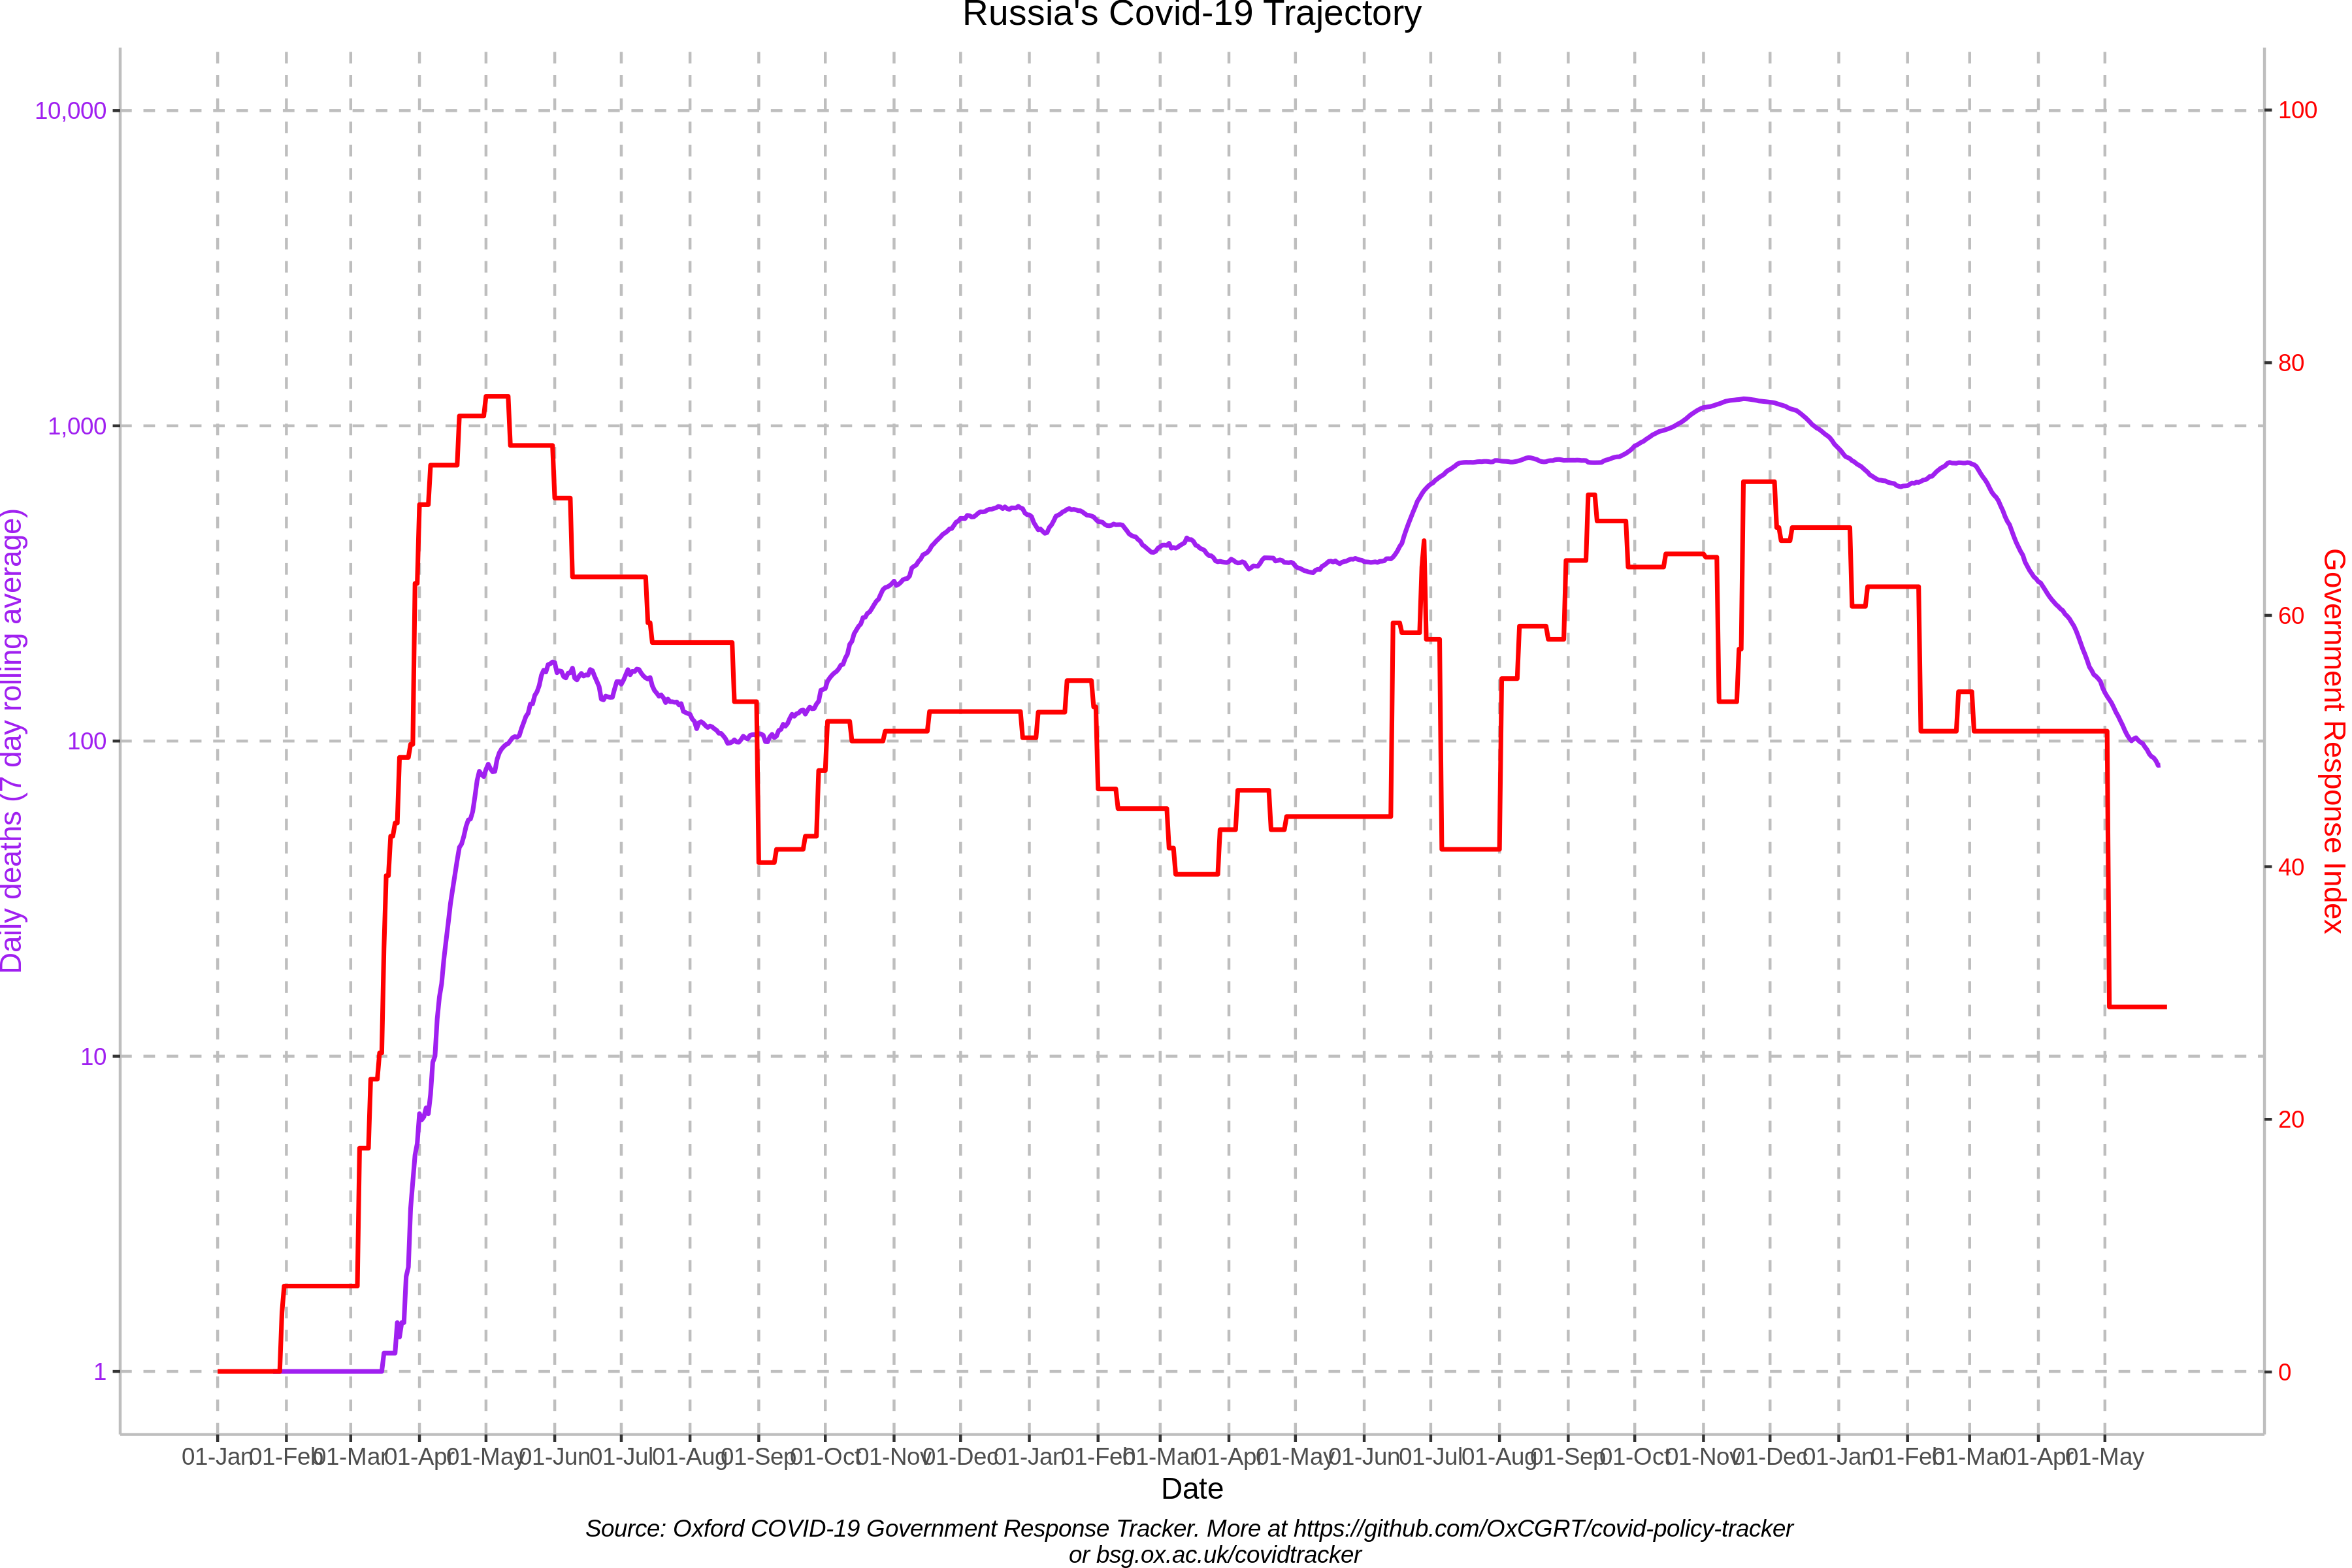 Russia's Covid-19 Trajectory
10,000
1,000
100
10
1
Daily deaths (7 day rolling average)
100
80
60
40
20
0
Government Response Index
01-Jan 01-Feb 01-Mar 01-Apr 01-May 01-Jun 01-Jul 01-Aug 01-Sep 01-Oct 01-Nov 01-Dec 01-Jan 01-Feb 01-Mar 01-Apr 01-May 01-Jun 01-Jul 01-Aug 01-Sep 01-Oct 01-Nov 01-Dec 01-Jan 01-Feb 01-Mar 01-Apr 01-May
Date
Source: Oxford COVID-19 Government Response Tracker. More at https://github.com/OxCGRT/covid-policy-tracker
or bsg.ox.ac.uk/covidtracker